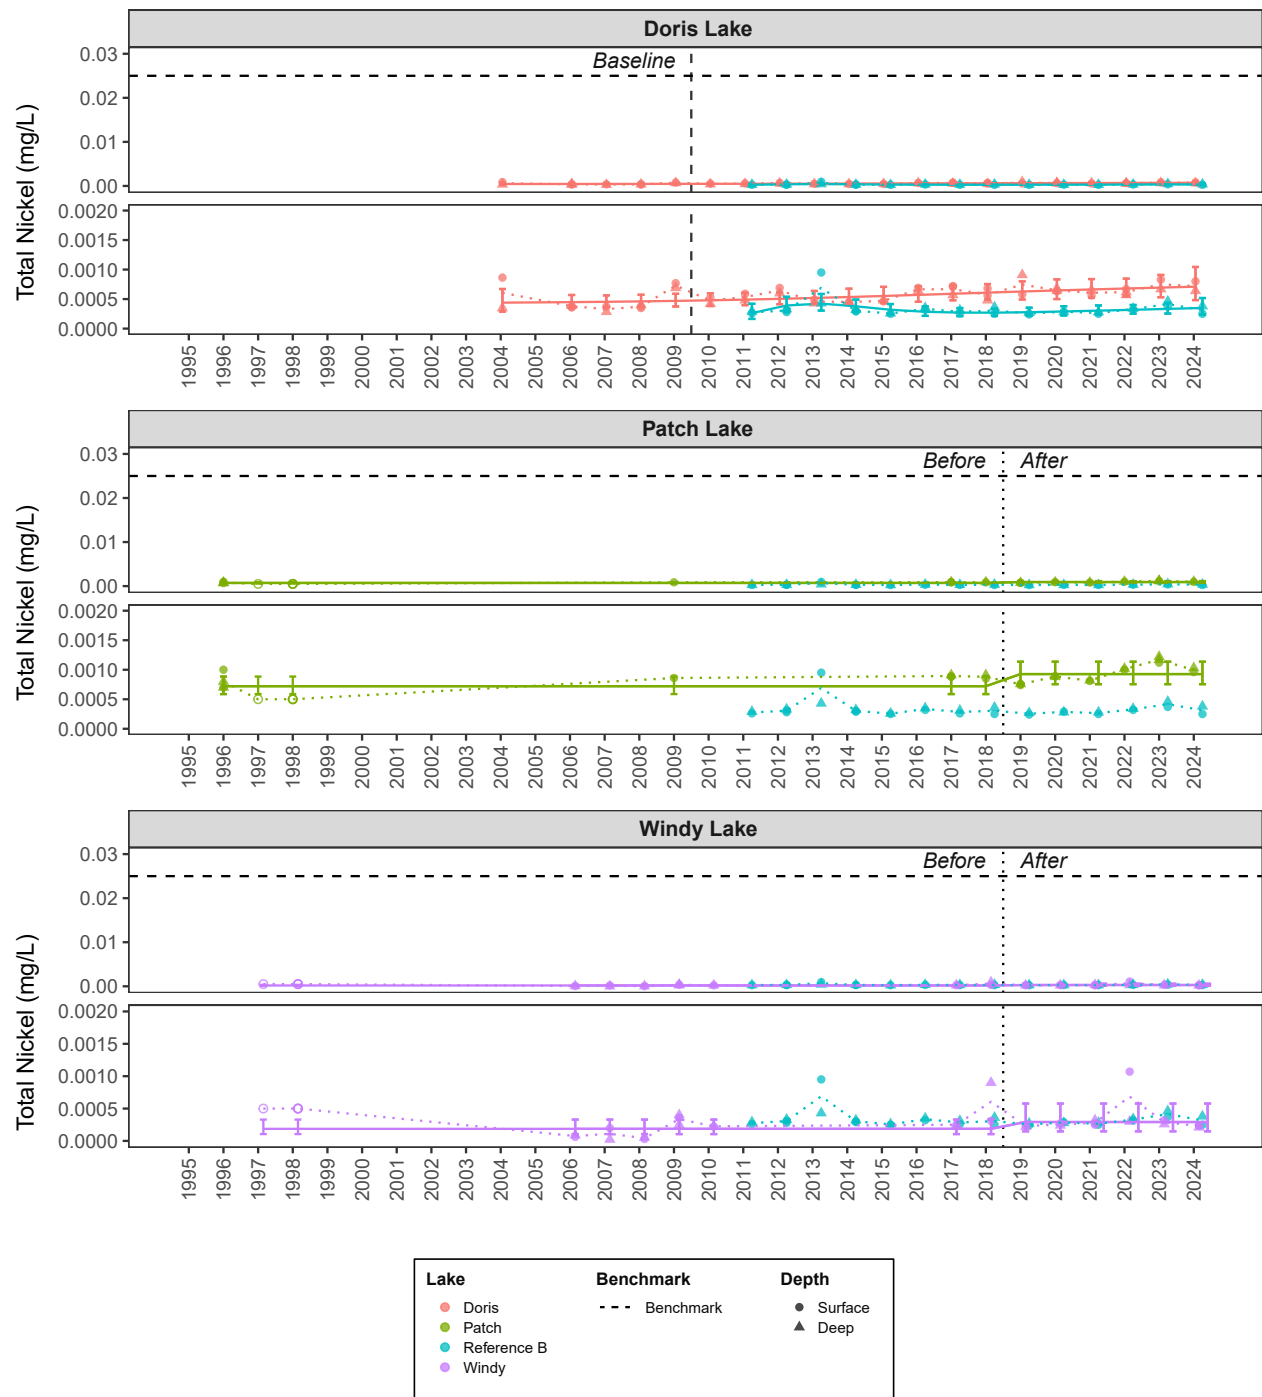 Doris Lake
Total Nickel (mg/L)
0.03
0.02
0.01
0.00
Baseline
0.0020
0.0015
0.0010
0.0005
0.0000
1995 1996 1997 1998 1999 2000 2001 2002 2003 2004 2005 2006 2007 2008 2009 2010 2011 2012 2013 2014 2015 2016 2017 2018 2019 2020 2021 2022 2023 2024
Patch Lake
Total Nickel (mg/L)
0.03
0.02
0.01
0.00
Before After
0.0020
0.0015
0.0010
0.0005
0.0000
1995 1996 1997 1998 1999 2000 2001 2002 2003 2004 2005 2006 2007 2008 2009 2010 2011 2012 2013 2014 2015 2016 2017 2018 2019 2020 2021 2022 2023 2024
Windy Lake
Total Nickel (mg/L)
0.03
0.02
0.01
0.00
Before After
0.0020
0.0015
0.0010
0.0005
0.0000
1995 1996 1997 1998 1999 2000 2001 2002 2003 2004 2005 2006 2007 2008 2009 2010 2011 2012 2013 2014 2015 2016 2017 2018 2019 2020 2021 2022 2023 2024
Lake
Doris
Patch
Reference B
Windy
Benchmark
Benchmark
Depth
Surface
Deep